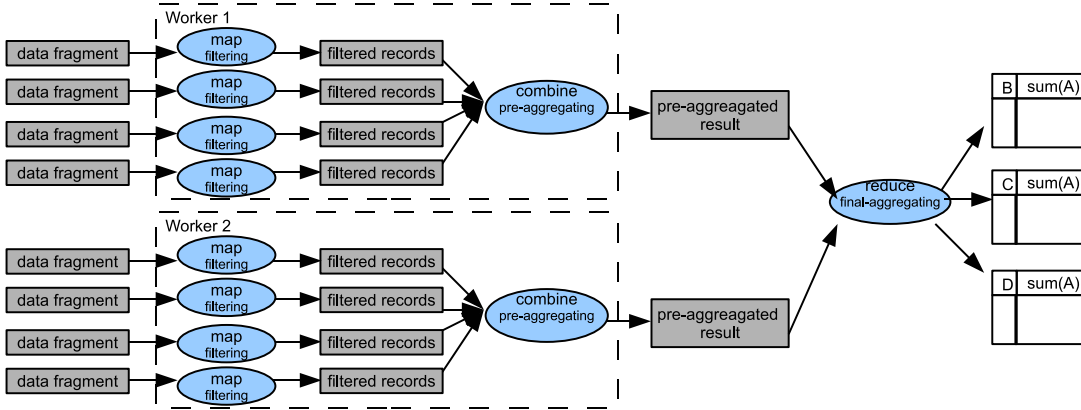 Worker 1
data fragment
map
filtering
filtered records
data fragment
map
filtering
filtered records
data fragment
map
filtering
filtered records
data fragment
map
filtering
filtered records
combine
pre-aggregating
pre-aggreagated
result
Worker 2
data fragment
map
filtering
filtered records
data fragment
map
filtering
filtered records
data fragment
map
filtering
filtered records
data fragment
map
filtering
filtered records
combine
pre-aggregating
pre-aggreagated
result
reduce
final-aggregating
B sum(A)
C sum(A)
D sum(A)